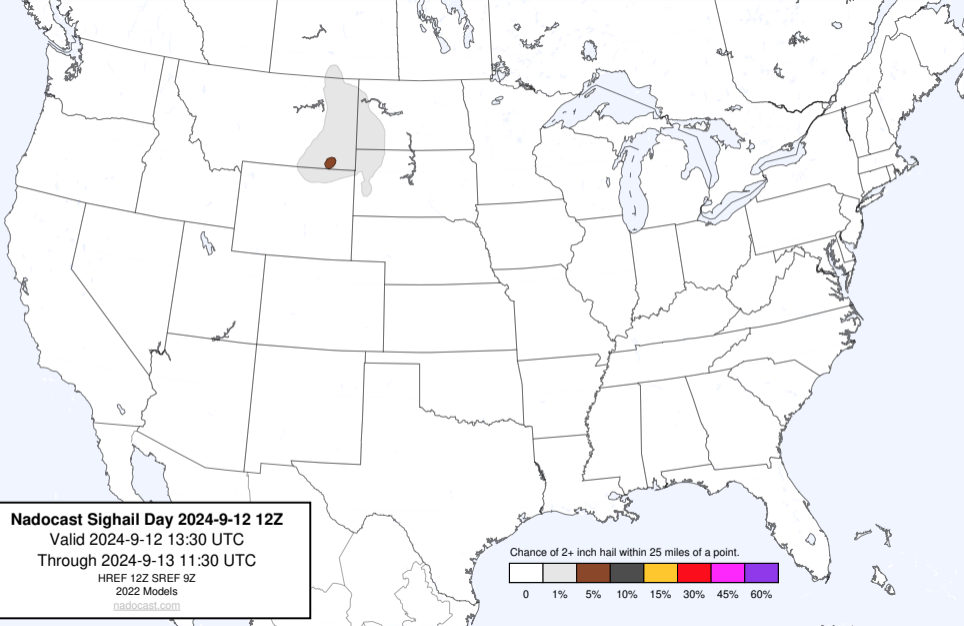 Nadocast Sighail Day 2024-9-12 12Z
Valid 2024-9-12 13:30 UTC
Through 2024-9-13 11:30 UTC
HREF 12Z SREF 9Z
2022 Models
nadocast.com
Chance of 2+ inch hail within 25 miles of a point.
0 1% 5% 10% 15% 30% 45% 60%